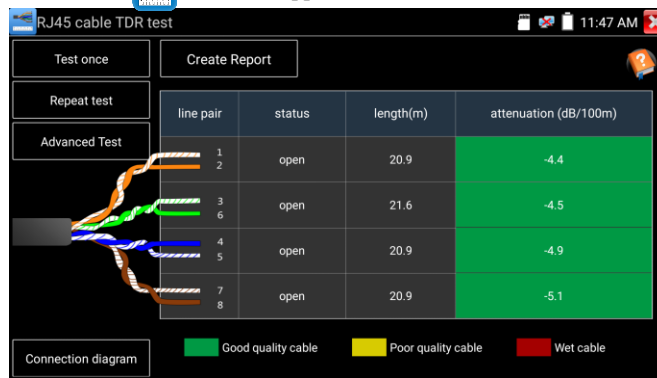 RJ45 cable TDR test
11:47 AM
Test once
Create Report
Repeat test
Advanced Test
line pair status length(m) attenuation (dB/100m)
1
2
open 20.9 -4.4
3
6
open 21.6 -4.5
4
5
open 20.9 -4.9
7
8
open 20.9 -5.1
Good quality cable Poor quality cable Wet cable
Connection diagram